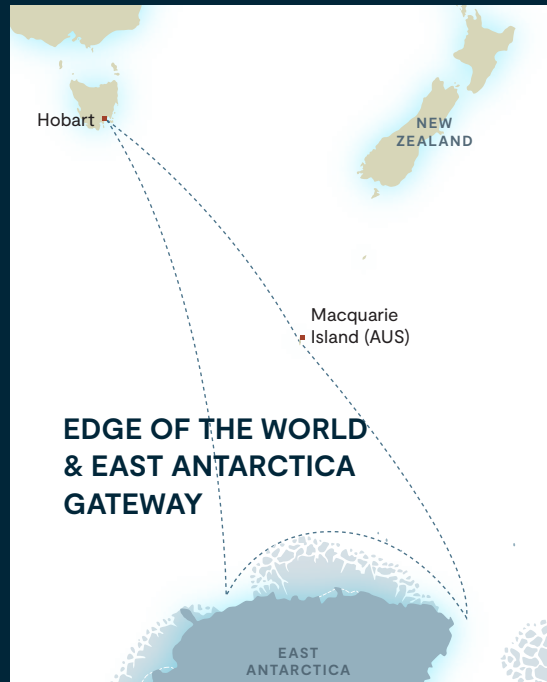 Hobart
NEW
ZEALAND
Macquarie
Island (AUS)
EDGE OF THE WORLD
& EAST ANTARCTICA
GATEWAY
EAST
ANTARCTICA